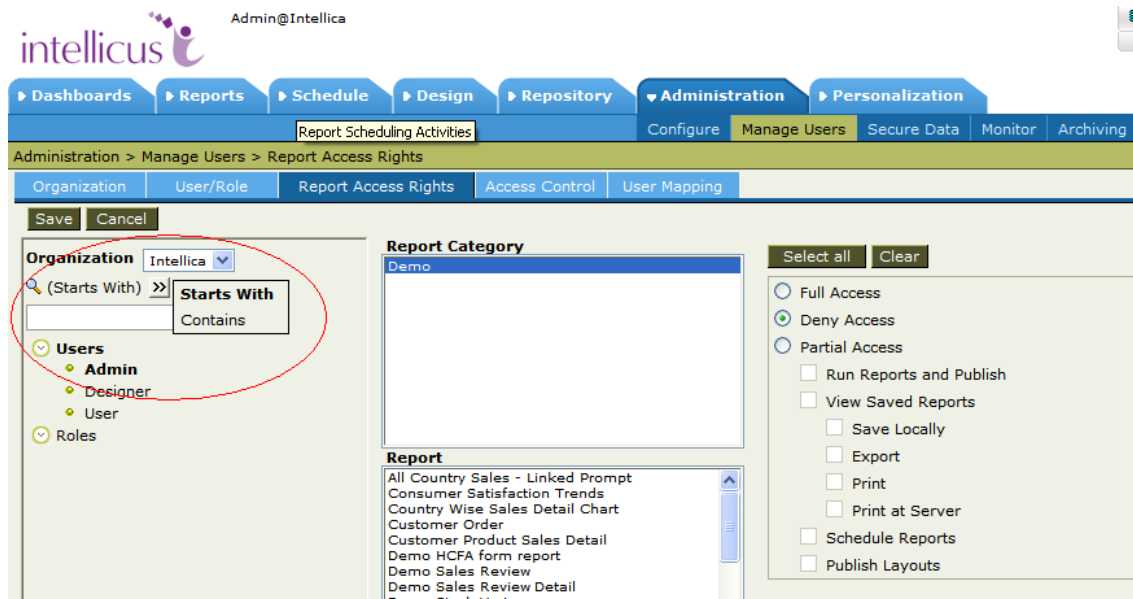 Admin@Intellica
intellicus
Dashboards Reports Schedule Design Repository Administration Personalization
Report Scheduling Activities
Configure Manage Users Secure Data Monitor Archiving
Administration > Manage Users > Report Access Rights
Organization User/Role Report Access Rights Access Control User Mapping
Save Cancel
Organization Intellica
(Starts With) >>
Starts With
Contains
Users
Admin
Designer
User
Roles
Report Category
Demo
Report
All Country Sales - Linked Prompt
Consumer Satisfaction Trends
Country Wise Sales Detail Chart
Customer Order
Customer Product Sales Detail
Demo HCFA form report
Demo Sales Review
Demo Sales Review Detail
Select all Clear
Full Access
Deny Access
Partial Access
Run Reports and Publish
View Saved Reports
Save Locally
Export
Print
Print at Server
Schedule Reports
Publish Layouts